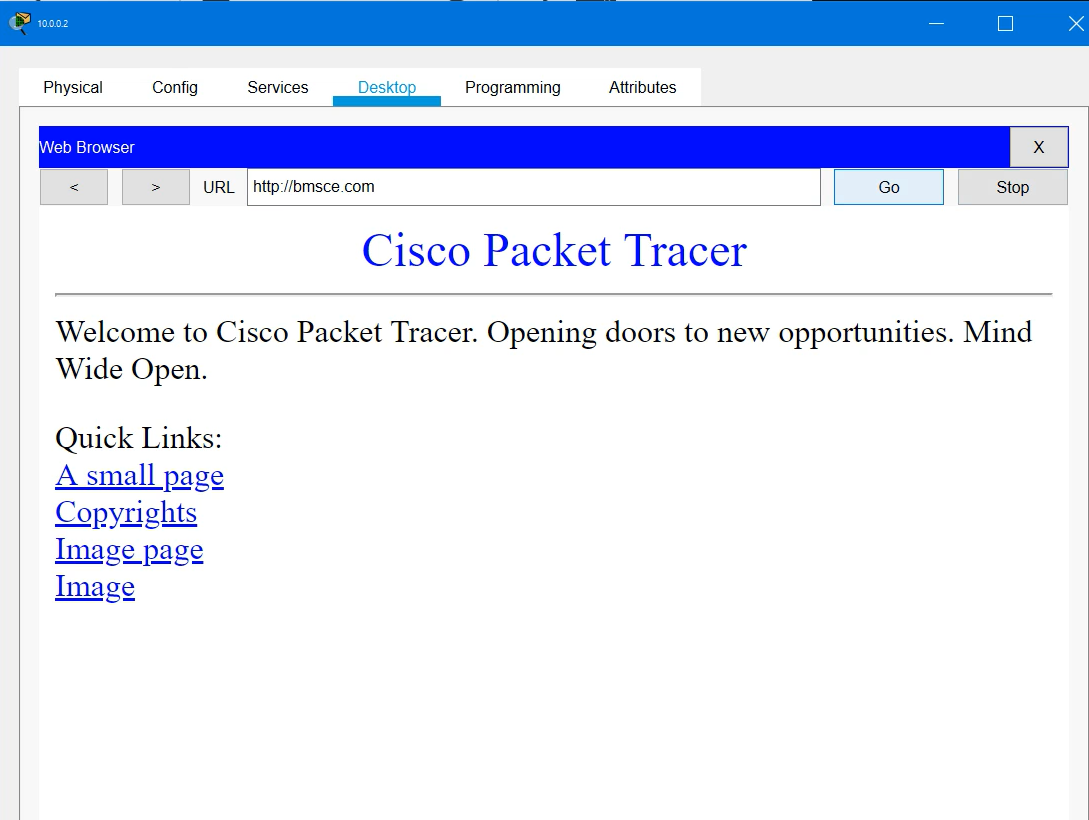 10.0.0.2
Physical Config Services Desktop Programming Attributes
Web Browser X
< > URL http://bmsce.com Go Stop
Cisco Packet Tracer
Welcome to Cisco Packet Tracer. Opening doors to new opportunities. Mind
Wide Open.
Quick Links:
A small page
Copyrights
Image page
Image